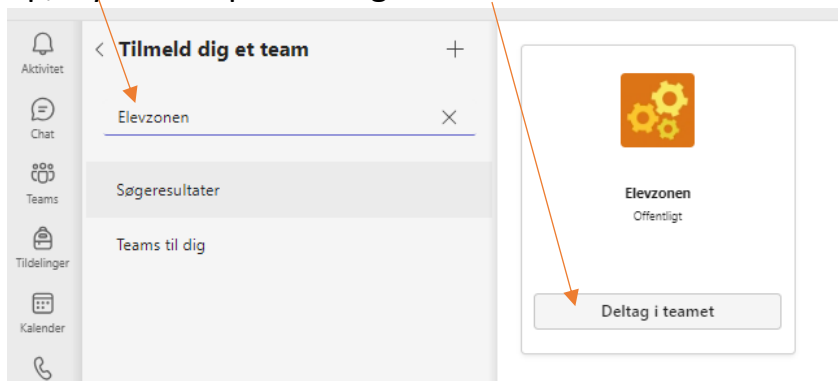 Aktivitet
Chat
Teams
Tildelinger
Kalender
Tilmeld dig et team
Elevzonen
Søgeresultater
Teams til dig
Elevzonen
Offentligt
Deltag i teamet